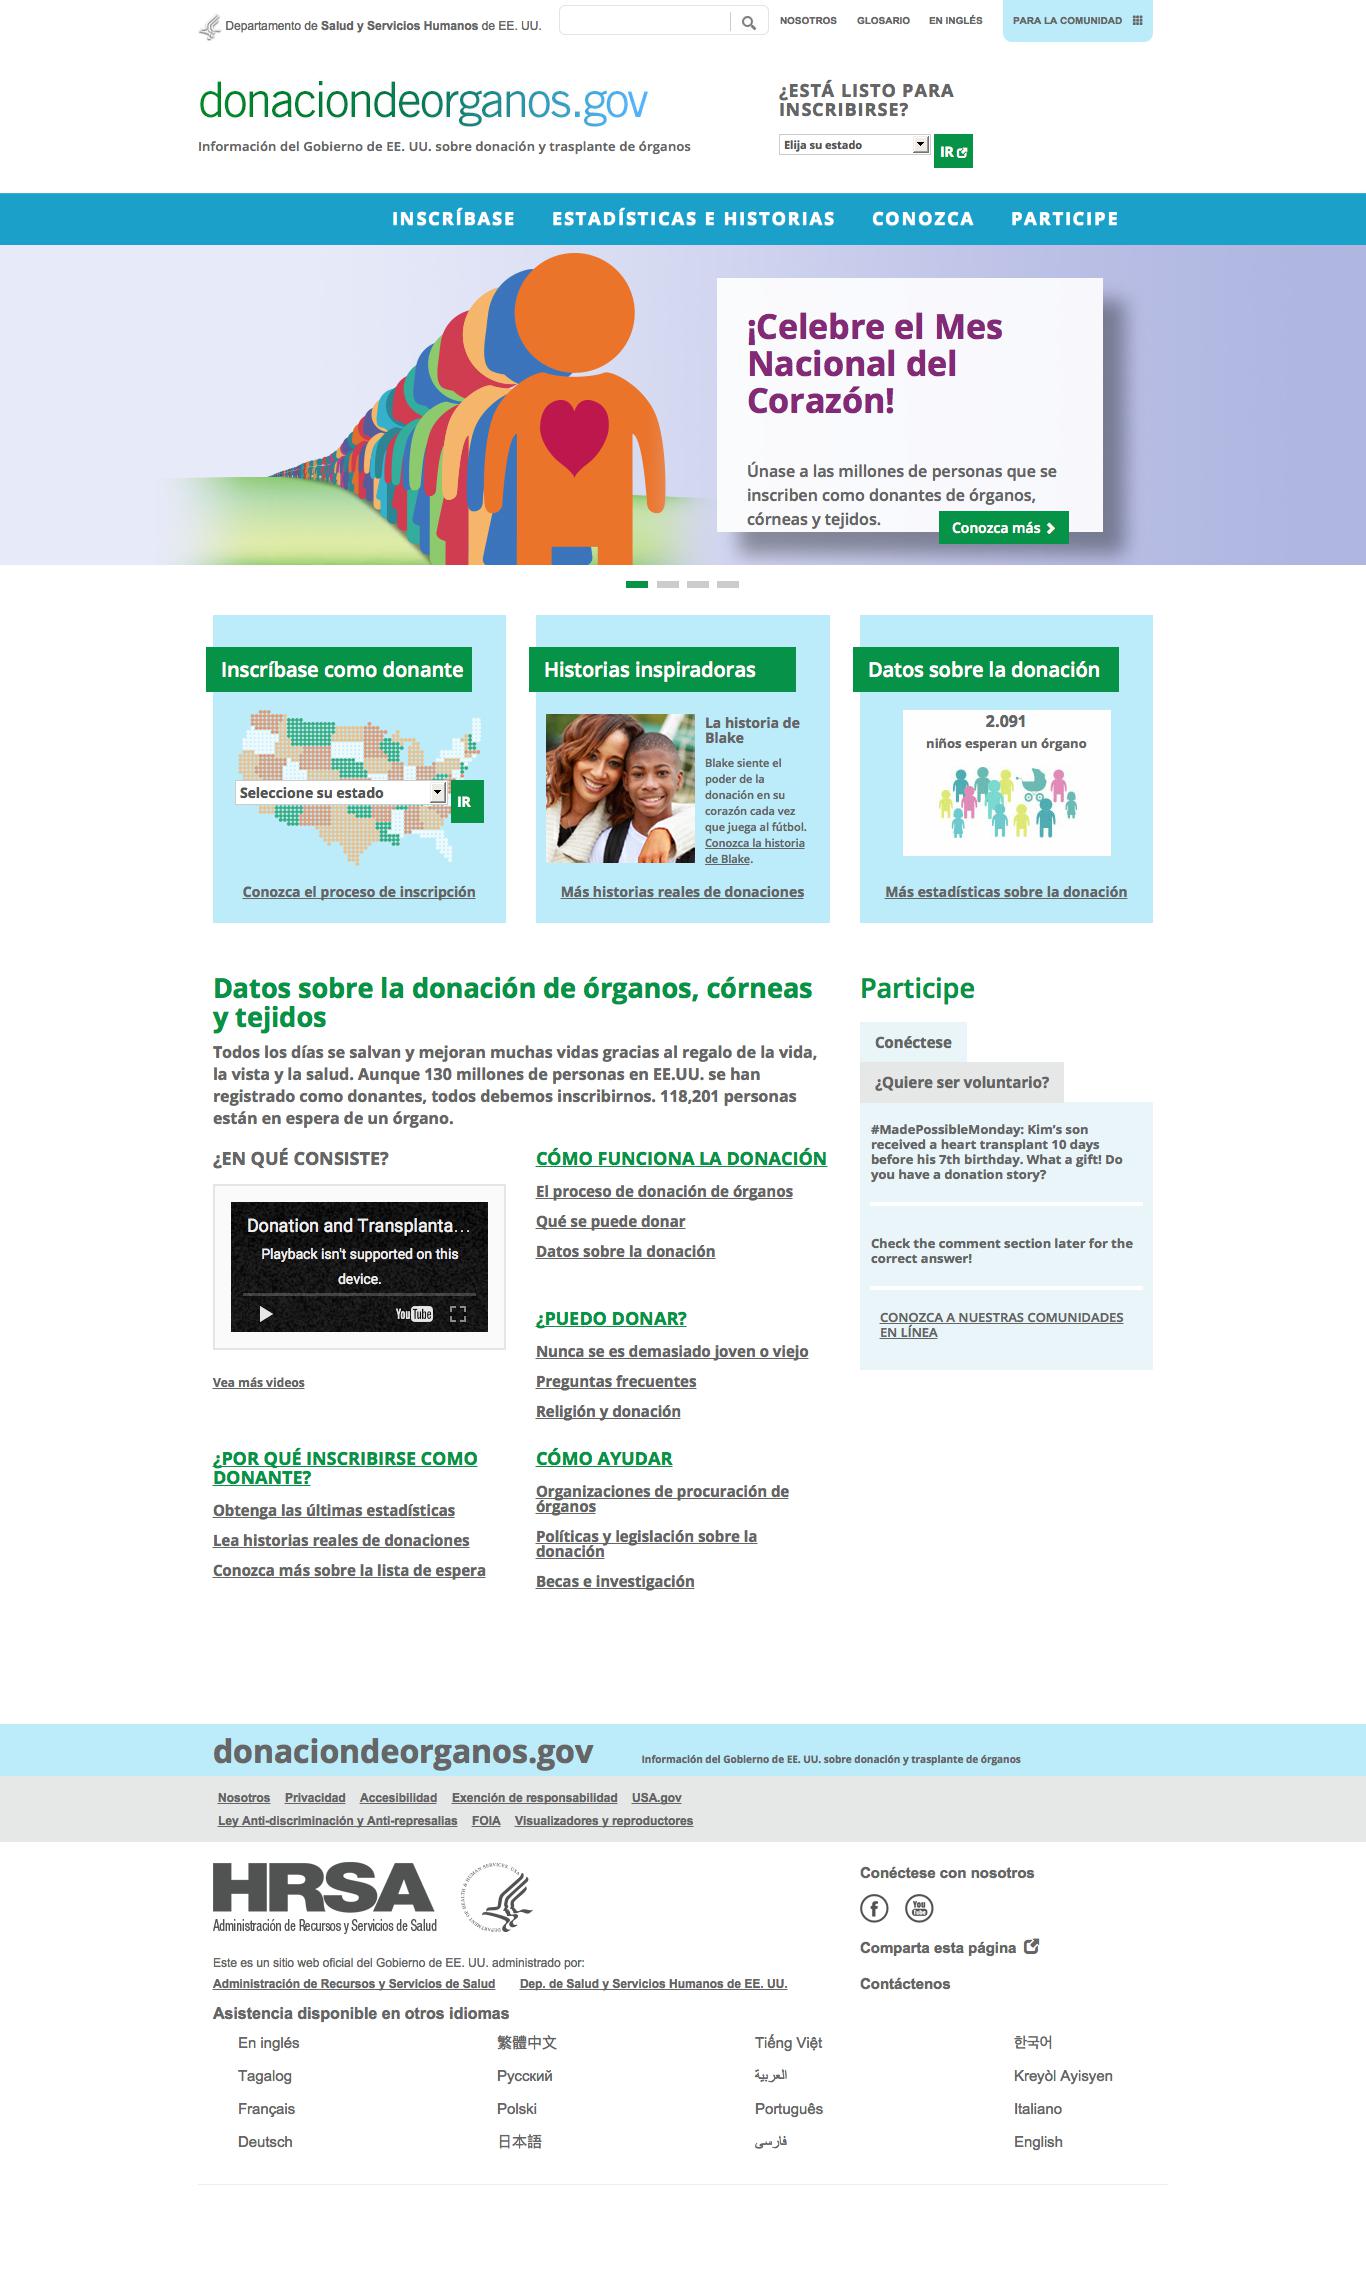 Departamento de Salud y Servicios Humanos de EE. UU.
NOSOTROS GLOSARIO EN INGLÉS PARA LA COMUNIDAD
donaciondeorganos.gov
Información del Gobierno de EE. UU. sobre donación y trasplante de órganos
¿ESTÁ LISTO PARA
INSCRIBIRSE?
Elija su estado IR
INSCRÍBASE ESTADÍSTICAS E HISTORIAS CONOZCA PARTICIPE
¡Celebre el Mes
Nacional del
Corazón!
Únase a las millones de personas que se
inscriben como donantes de órganos,
córneas y tejidos.
Conozca más
Inscríbase como donante
Seleccione su estado IR
Conozca el proceso de inscripción
Historias inspiradoras
La historia de
Blake
Blake siente el
poder de la
donación en su
corazón cada vez
que juega al fútbol.
Conozca la historia
de Blake.
Más historias reales de donaciones
Datos sobre la donación
2.091
niños esperan un órgano
Más estadísticas sobre la donación
Datos sobre la donación de órganos, córneas
y tejidos
Todos los días se salvan y mejoran muchas vidas gracias al regalo de la vida,
la vista y la salud. Aunque 130 millones de personas en EE.UU. se han
registrado como donantes, todos debemos inscribirnos. 118,201 personas
están en espera de un órgano.
¿EN QUÉ CONSISTE?
Donation and Transplanta...
Playback isn't supported on this
device.
YouTube
Vea más videos
CÓMO FUNCIONA LA DONACIÓN
El proceso de donación de órganos
Qué se puede donar
Datos sobre la donación
¿PUEDO DONAR?
Nunca se es demasiado joven o viejo
Preguntas frecuentes
Religión y donación
¿POR QUÉ INSCRIBIRSE COMO
DONANTE?
Obtenga las últimas estadísticas
Lea historias reales de donaciones
Conozca más sobre la lista de espera
CÓMO AYUDAR
Organizaciones de procuración de
órganos
Políticas y legislación sobre la
donación
Becas e investigación
Participe
Conéctese
¿Quiere ser voluntario?
#MadePossibleMonday: Kim's son
received a heart transplant 10 days
before his 7th birthday. What a gift! Do
you have a donation story?
Check the comment section later for the
correct answer!
CONOZCA A NUESTRAS COMUNIDADES
EN LÍNEA
donaciondeorganos.gov
Información del Gobierno de EE. UU. sobre donación y trasplante de órganos
Nosotros Privacidad Accesibilidad Exención de responsabilidad USA.gov
Ley Anti-discriminación y Anti-represalias FOIA Visualizadores y reproductores
HRSA
Administración de Recursos y Servicios de Salud
DEPARTMENT OF HEALTH & HUMAN SERVICES. USA
Este es un sitio web oficial del Gobierno de EE. UU. administrado por:
Administración de Recursos y Servicios de Salud Dep. de Salud y Servicios Humanos de EE. UU.
Conéctese con nosotros
f You Tube
Comparta esta página
Contáctenos
Asistencia disponible en otros idiomas
En inglés 繁體中文 Tiếng Việt 한국어
Tagalog Русский العربية Kreyòl Ayisyen
Français Polski Português Italiano
Deutsch 日本語 فارسی English